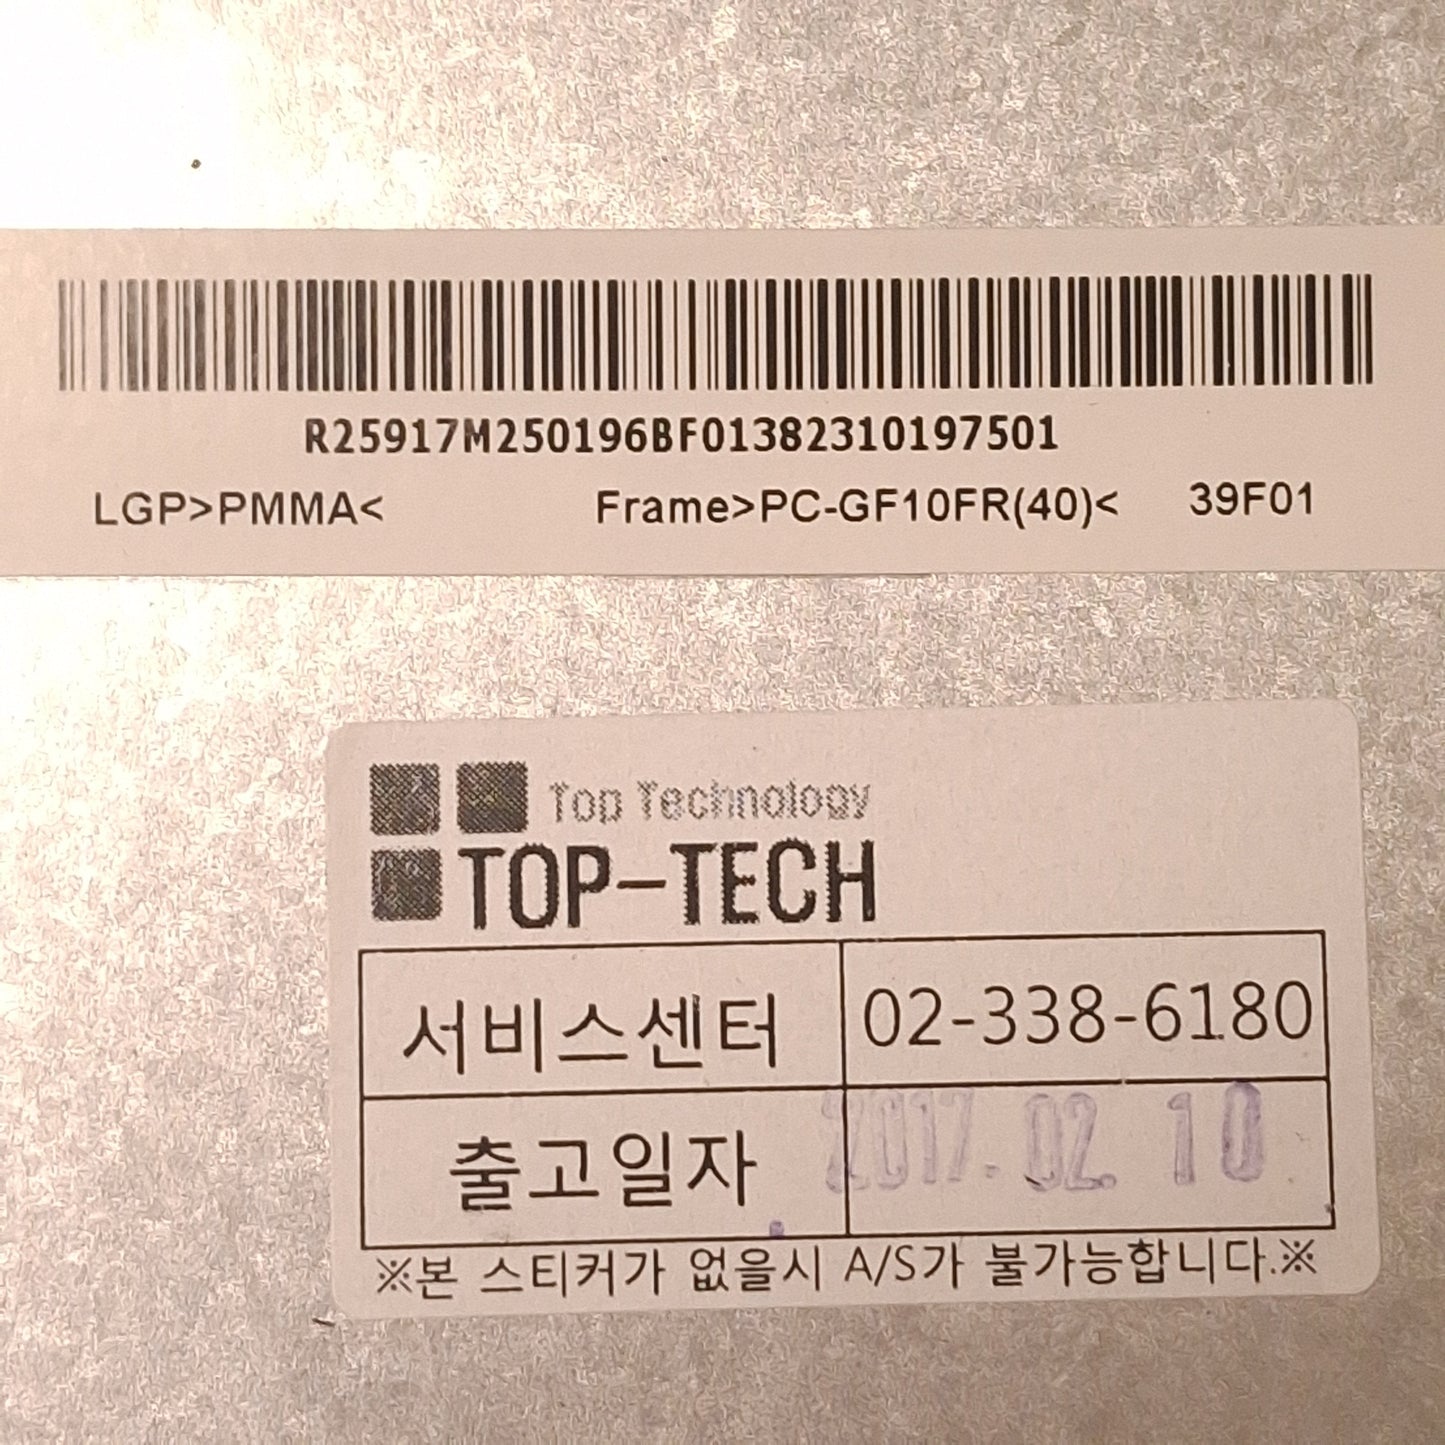 R25917M250196BF01382310197501
LGP>PMMA< Frame>PC-GF10FR(40)< 39F01
Top Technology
TOP-TECH
서비스센터 02-338-6180
출고일자 2017. 02. 10
※본 스티커가 없을시 A/S가 불가능합니다.※